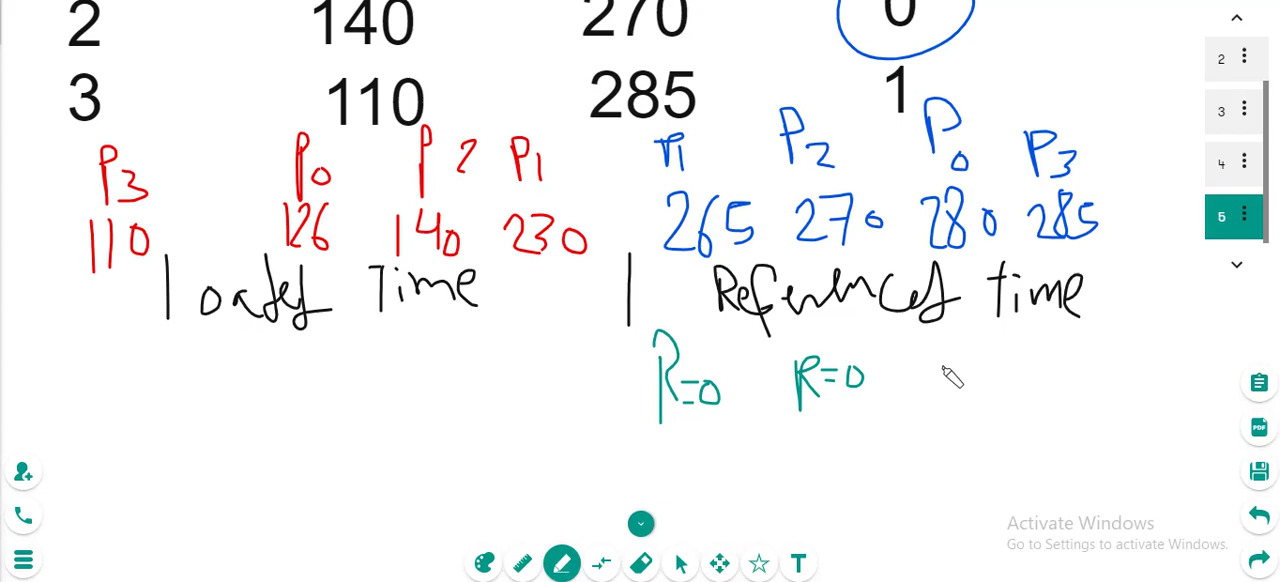 2 140 270 0
3 110 285 1
P3 P0 P2 P1 P1 P2 P0 P3
110 126 140 230 265 270 280 285
loaded Time | Referenced time
R=0 R=0
2
3
4
5
PDF
T
Activate Windows
Go to Settings to activate Windows.